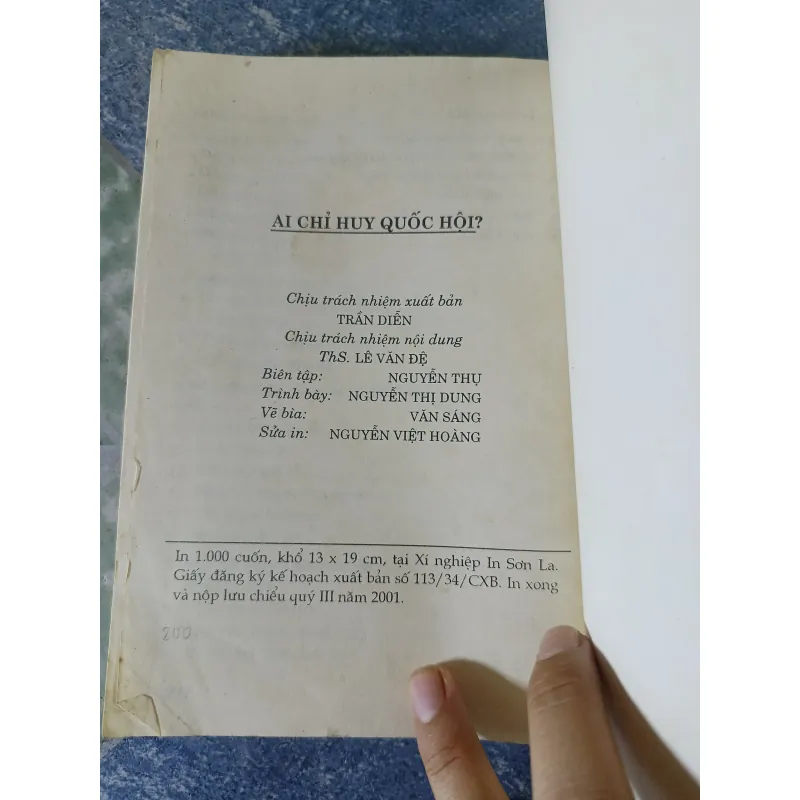 AI CHỈ HUY QUỐC HỘI?
Chịu trách nhiệm xuất bản
TRẦN DIỄN
Chịu trách nhiệm nội dung
ThS. LÊ VĂN ĐỆ
Biên tập: NGUYỄN THỤ
Trình bày: NGUYỄN THỊ DUNG
Vẽ bìa: VĂN SÁNG
Sửa in: NGUYỄN VIỆT HOÀNG
In 1.000 cuốn, khổ 13 x 19 cm, tại Xí nghiệp In Sơn La.
Giấy đăng ký kế hoạch xuất bản số 113/34/CXB. In xong
và nộp lưu chiểu quý III năm 2001.
200